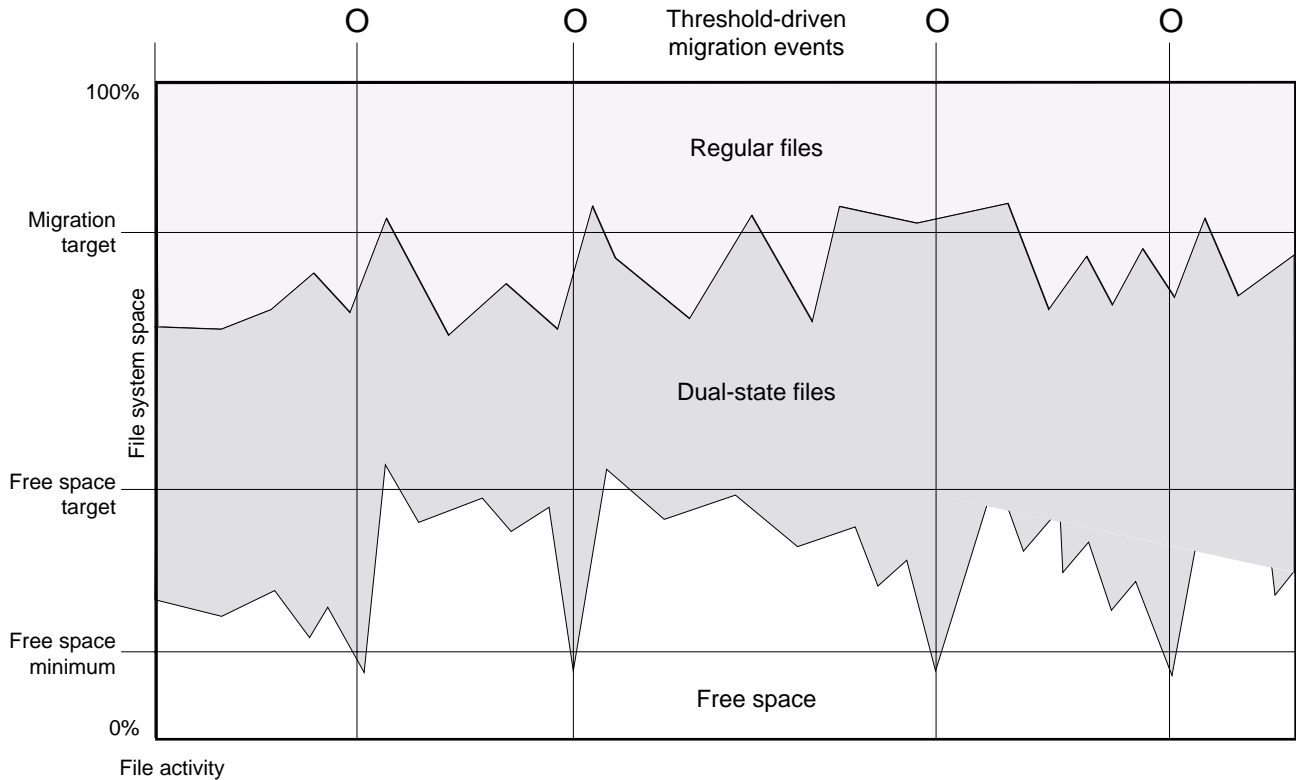 O O Threshold-driven O O
migration events
100%
Regular files
Migration
target
File system space
Dual-state files
Free space
target
Free space
minimum
Free space
0%
File activity